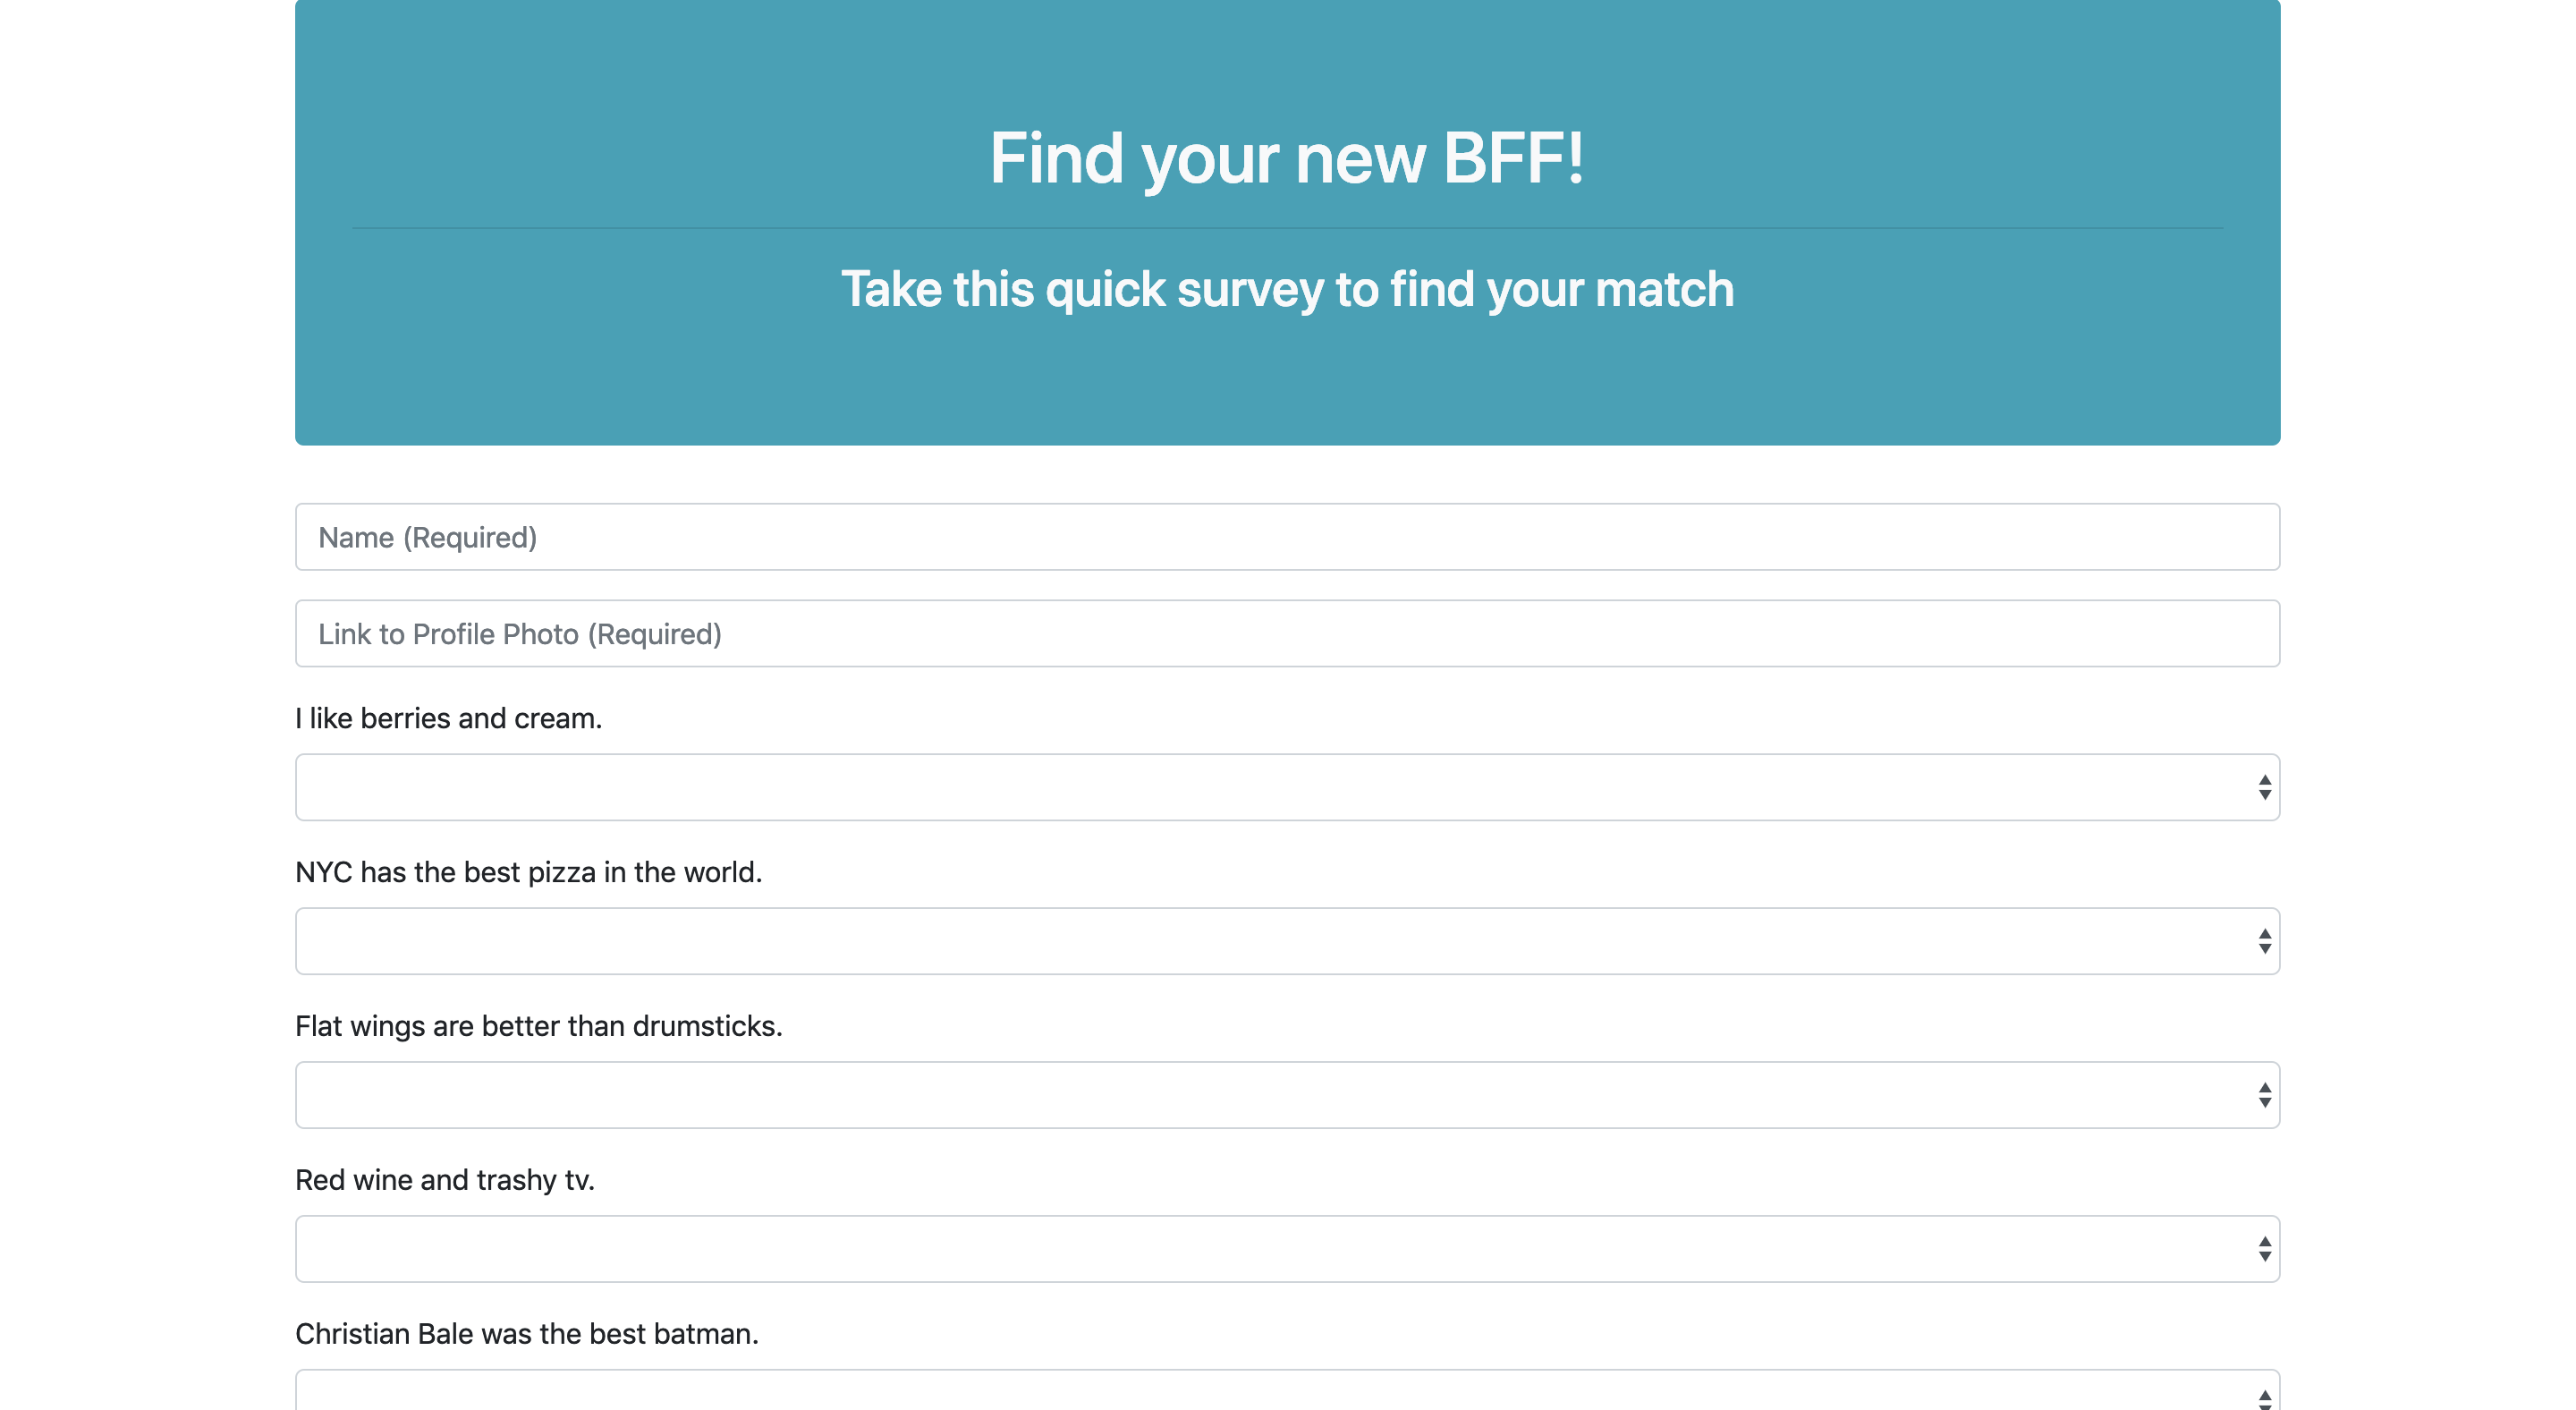 Find your new BFF!
Take this quick survey to find your match
Name (Required)
Link to Profile Photo (Required)
I like berries and cream.
NYC has the best pizza in the world.
Flat wings are better than drumsticks.
Red wine and trashy tv.
Christian Bale was the best batman.